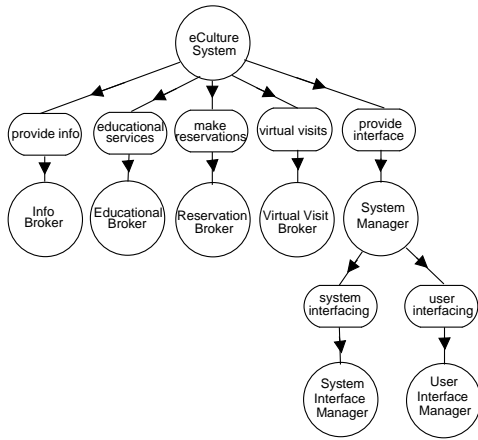 eCulture
System
provide info
educational
services
make
reservations
virtual visits
provide
interface
Info
Broker
Educational
Broker
Reservation
Broker
Virtual Visit
Broker
System
Manager
system
interfacing
user
interfacing
System
Interface
Manager
User
Interface
Manager